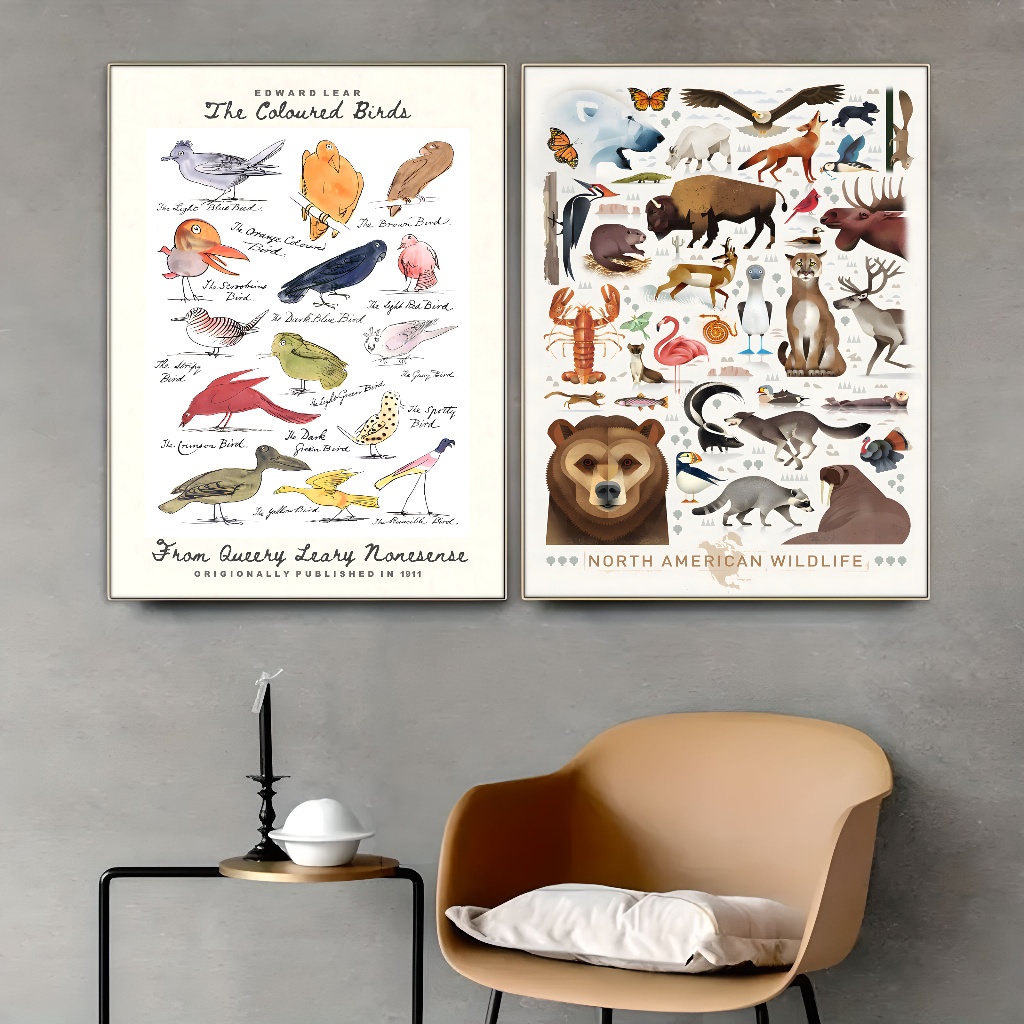 EDWARD LEAR
The Coloured Birds
The Light Blue Bird.
The Brown Bird.
The Orange Coloured
Bird.
The Scroobious
Bird.
The Light Red Bird
The Dark Blue Bird
The Stripy
Bird.
The Gray Bird
The Light Green Bird
The Spotty
Bird.
The Crimson Bird.
The Dark
Green Bird
The Yellow Bird.
The Runcible Bird.
From Queery Leary Nonesense
ORIGIONALLY PUBLISHED IN 1911
NORTH AMERICAN WILDLIFE